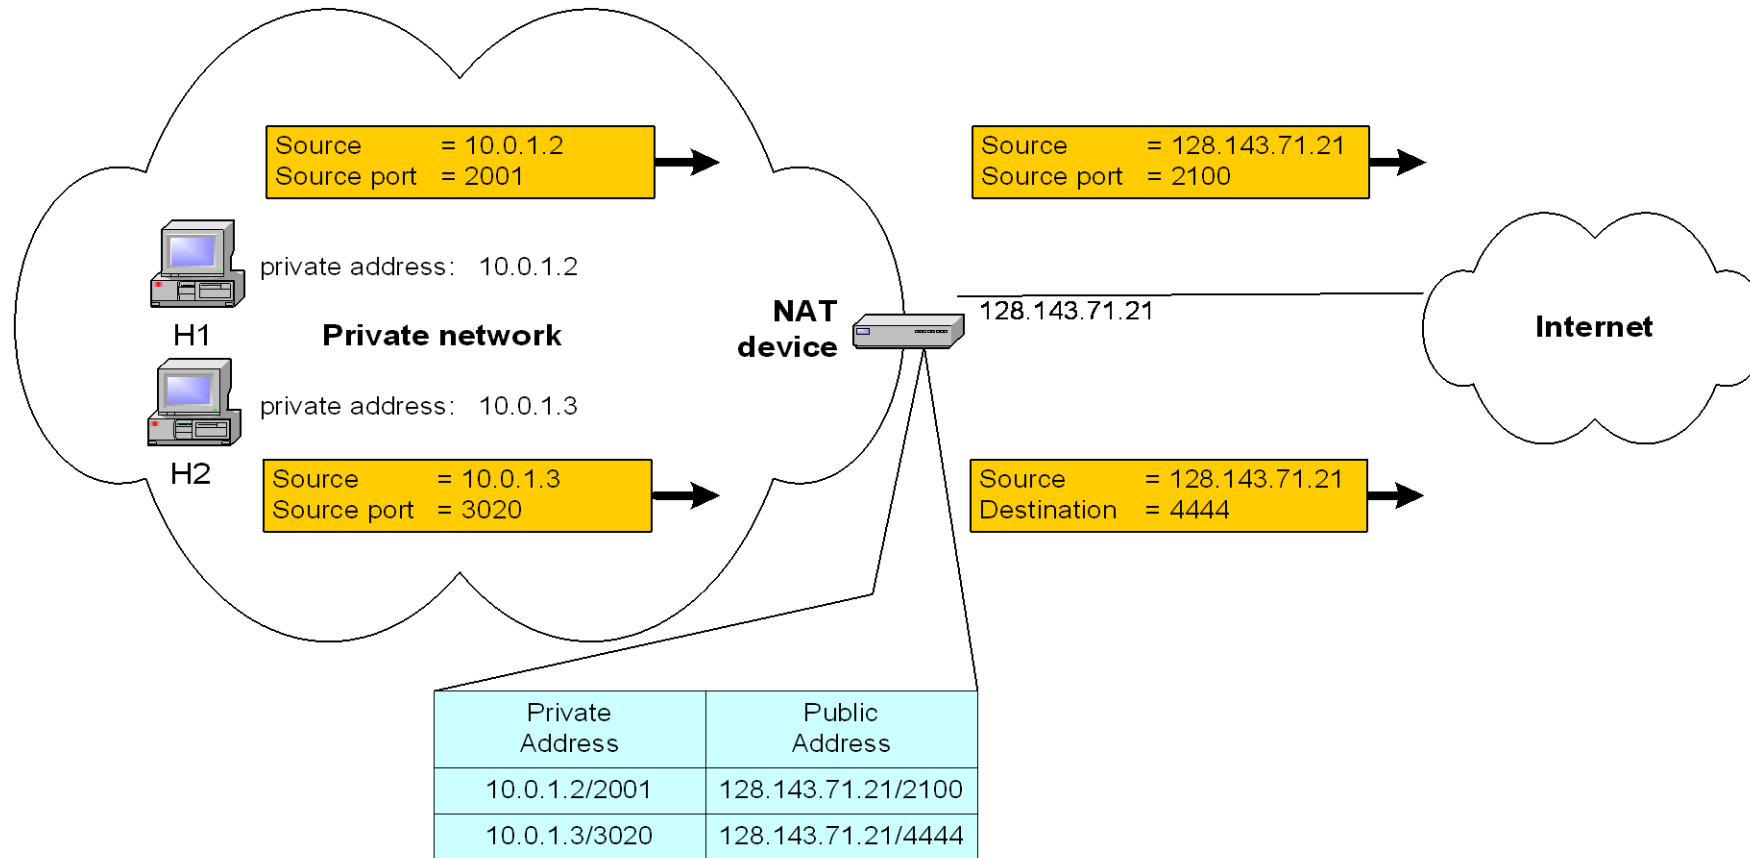 Source = 10.0.1.2
Source port = 2001
Source = 128.143.71.21
Source port = 2100
private address: 10.0.1.2
H1
Private network
NAT
device
128.143.71.21
Internet
private address: 10.0.1.3
H2
Source = 10.0.1.3
Source port = 3020
Source = 128.143.71.21
Destination = 4444
Private
Address
Public
Address
10.0.1.2/2001
128.143.71.21/2100
10.0.1.3/3020
128.143.71.21/4444